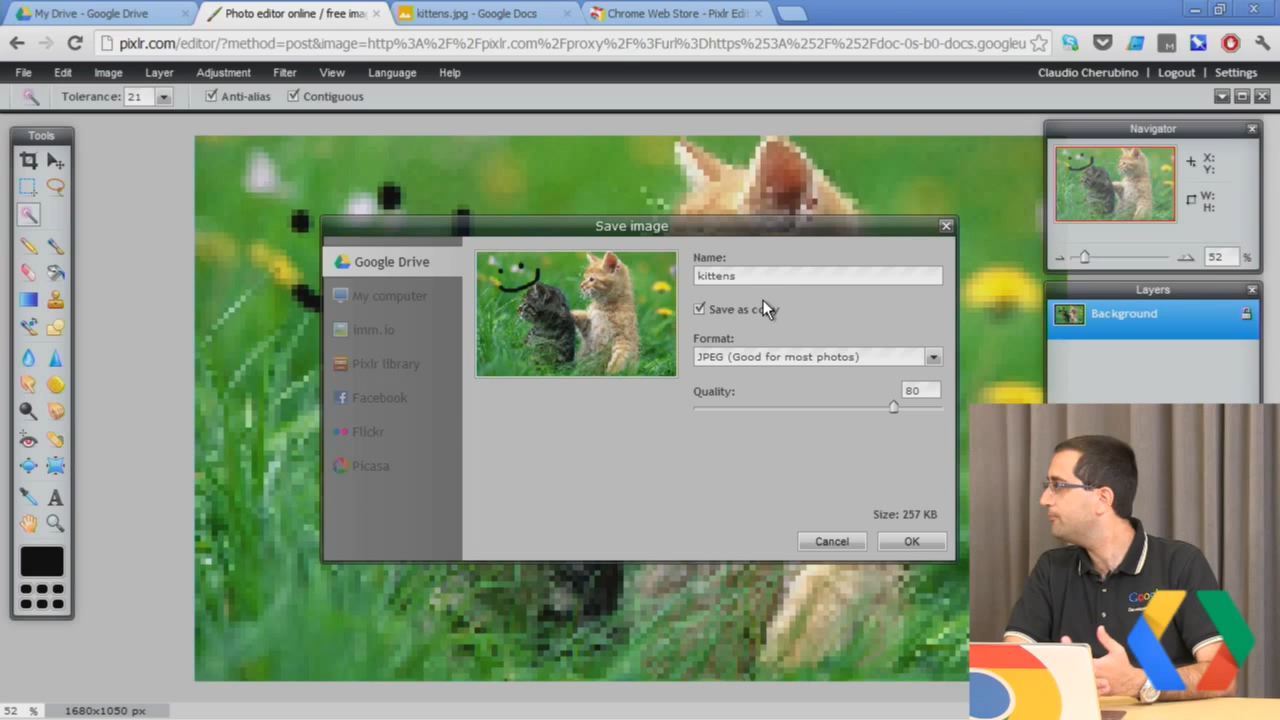 My Drive - Google Drive
Photo editor online / free ima
kittens.jpg - Google Docs
Chrome Web Store - Pixlr Edi
pixlr.com/editor/?method=post&image=http%3A%2F%2Fpixlr.com%2Fproxy%2F%3Furl%3Dhttps%253A%252F%252Fdoc-0s-b0-docs.googleu
File Edit Image Layer Adjustment Filter View Language Help
Claudio Cherubino Logout Settings
Tolerance: 21 Anti-alias Contiguous
Tools
Navigator
X:
Y:
W:
H:
52 %
Layers
Background
Save image
Google Drive
My computer
imm.io
Pixlr library
Facebook
Flickr
Picasa
Name:
kittens
Save as
Format:
JPEG (Good for most photos)
Quality: 80
Size: 257 KB
Cancel OK
52 % 1680x1050 px